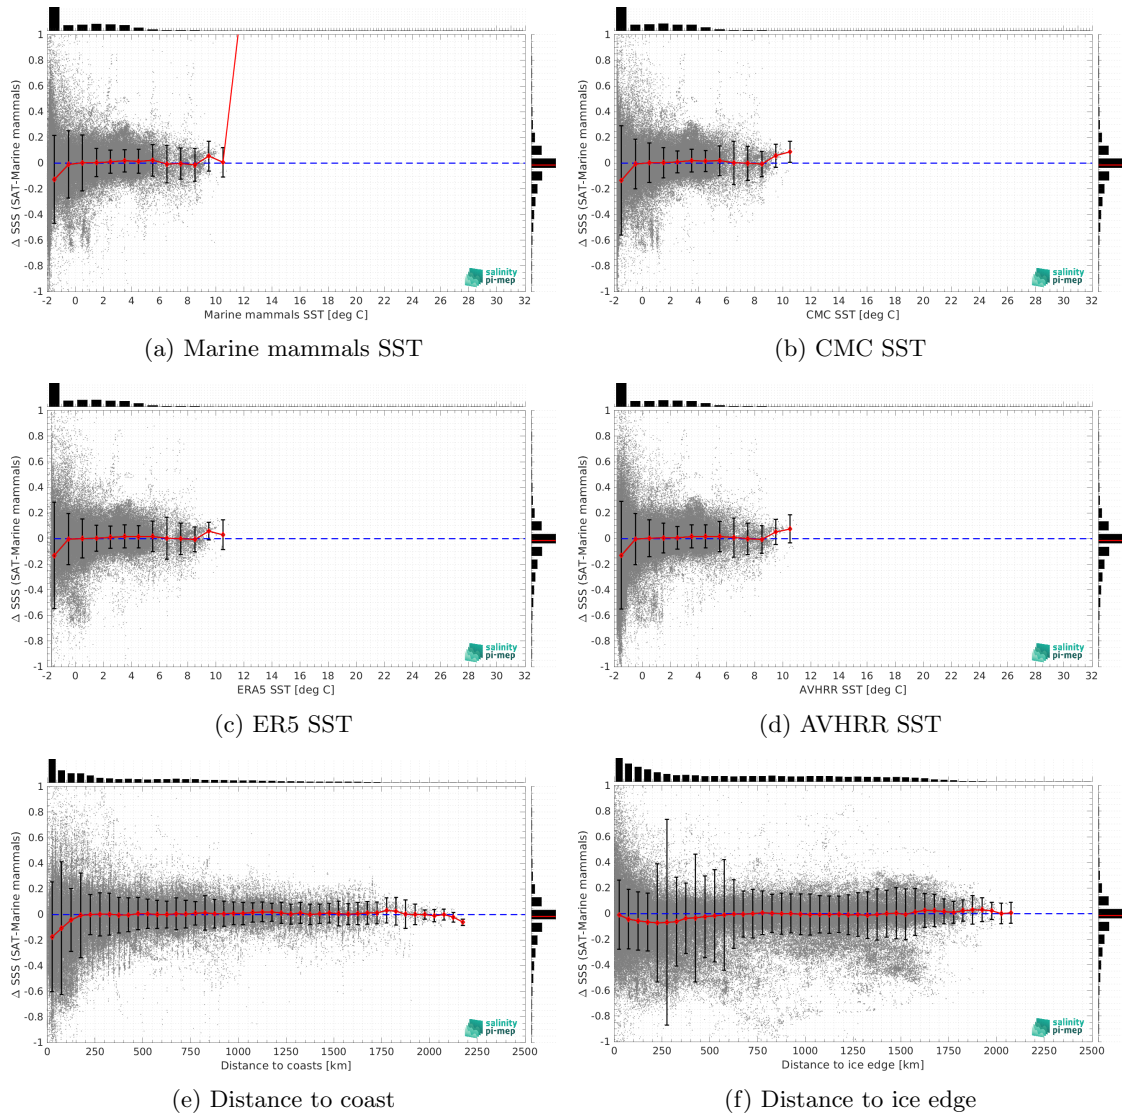 1
0.8
0.6
0.4
0.2
0
-0.2
-0.4
-0.6
-0.8
-1
Δ SSS (SAT-Marine mammals)
salinity
pi-mep
-2 0 2 4 6 8 10 12 14 16 18 20 22 24 26 28 30 32
Marine mammals SST [deg C]
(a) Marine mammals SST
1
0.8
0.6
0.4
0.2
0
-0.2
-0.4
-0.6
-0.8
-1
Δ SSS (SAT-Marine mammals)
salinity
pi-mep
-2 0 2 4 6 8 10 12 14 16 18 20 22 24 26 28 30 32
CMC SST [deg C]
(b) CMC SST
1
0.8
0.6
0.4
0.2
0
-0.2
-0.4
-0.6
-0.8
-1
Δ SSS (SAT-Marine mammals)
salinity
pi-mep
-2 0 2 4 6 8 10 12 14 16 18 20 22 24 26 28 30 32
ERA5 SST [deg C]
(c) ER5 SST
1
0.8
0.6
0.4
0.2
0
-0.2
-0.4
-0.6
-0.8
-1
Δ SSS (SAT-Marine mammals)
salinity
pi-mep
-2 0 2 4 6 8 10 12 14 16 18 20 22 24 26 28 30 32
AVHRR SST [deg C]
(d) AVHRR SST
1
0.8
0.6
0.4
0.2
0
-0.2
-0.4
-0.6
-0.8
-1
Δ SSS (SAT-Marine mammals)
salinity
pi-mep
0 250 500 750 1000 1250 1500 1750 2000 2250 2500
Distance to coasts [km]
(e) Distance to coast
1
0.8
0.6
0.4
0.2
0
-0.2
-0.4
-0.6
-0.8
-1
Δ SSS (SAT-Marine mammals)
salinity
pi-mep
0 250 500 750 1000 1250 1500 1750 2000 2250 2500
Distance to ice edge [km]
(f) Distance to ice edge